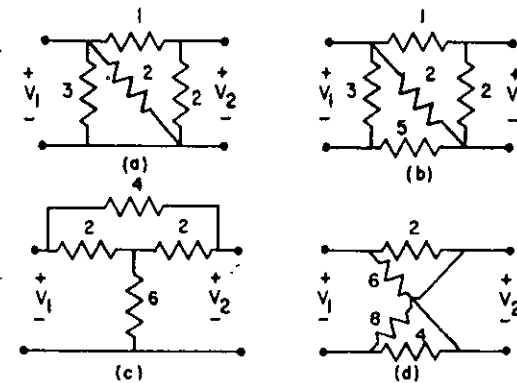 1
+ V1 - 3 2 2 + V2 -
(a)
1
+ V1 - 3 2 2 + V2 -
5
(b)
4
2 2
+ V1 - 6 + V2 -
(c)
2
+ V1 - 6 8 4 + V2 -
(d)